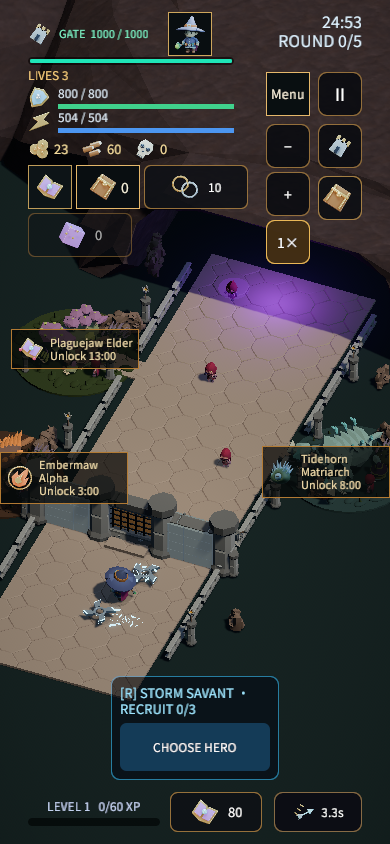 GATE 1000 / 1000
24:53
ROUND 0/5
LIVES 3
800 / 800
504 / 504
23 60 0
Menu
0 10
0
1×
Plaguejaw Elder
Unlock 13:00
Embermaw
Alpha
Unlock 3:00
Tidehorn
Matriarch
Unlock 8:00
[R] STORM SAVANT ·
RECRUIT 0/3
CHOOSE HERO
LEVEL 1 0/60 XP
80
3.3s